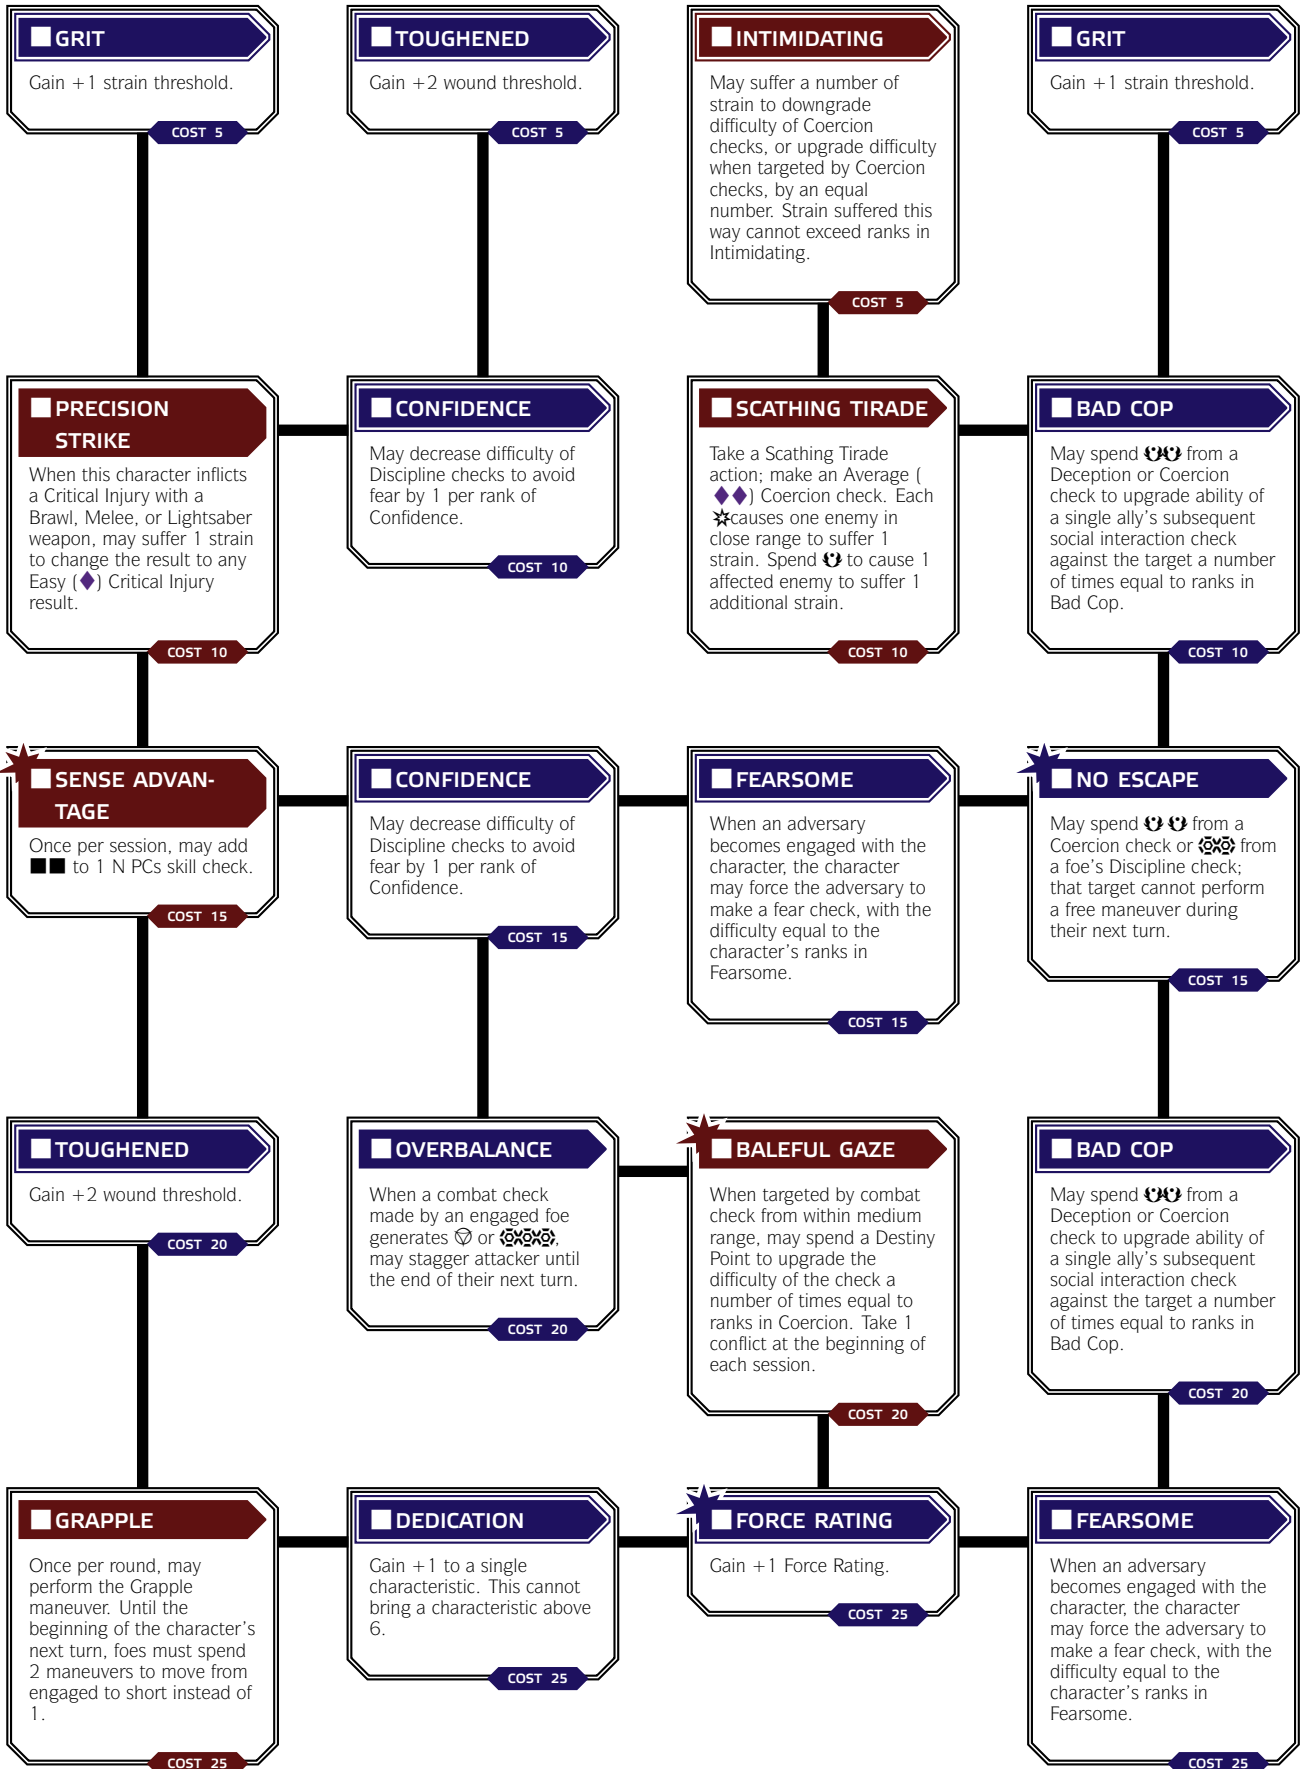 GRIT
Gain +1 strain threshold.
COST 5
TOUGHENED
Gain +2 wound threshold.
COST 5
INTIMIDATING
May suffer a number of
strain to downgrade
difficulty of Coercion
checks, or upgrade difficulty
when targeted by Coercion
checks, by an equal
number. Strain suffered this
way cannot exceed ranks in
Intimidating.
COST 5
GRIT
Gain +1 strain threshold.
COST 5
PRECISION
STRIKE
When this character inflicts
a Critical Injury with a
Brawl, Melee, or Lightsaber
weapon, may suffer 1 strain
to change the result to any
Easy (♦) Critical Injury
result.
COST 10
CONFIDENCE
May decrease difficulty of
Discipline checks to avoid
fear by 1 per rank of
Confidence.
COST 10
SCATHING TIRADE
Take a Scathing Tirade
action; make an Average (
♦♦) Coercion check. Each
causes one enemy in
close range to suffer 1
strain. Spend to cause 1
affected enemy to suffer 1
additional strain.
COST 10
BAD COP
May spend from a
Deception or Coercion
check to upgrade ability of
a single ally's subsequent
social interaction check
against the target a number
of times equal to ranks in
Bad Cop.
COST 10
SENSE ADVAN-
TAGE
Once per session, may add
■■ to 1 N PCs skill check.
COST 15
CONFIDENCE
May decrease difficulty of
Discipline checks to avoid
fear by 1 per rank of
Confidence.
COST 15
FEARSOME
When an adversary
becomes engaged with the
character, the character
may force the adversary to
make a fear check, with the
difficulty equal to the
character's ranks in
Fearsome.
COST 15
NO ESCAPE
May spend from a
Coercion check or from
a foe's Discipline check;
that target cannot perform
a free maneuver during
their next turn.
COST 15
TOUGHENED
Gain +2 wound threshold.
COST 20
OVERBALANCE
When a combat check
made by an engaged foe
generates or ,
may stagger attacker until
the end of their next turn.
COST 20
BALEFUL GAZE
When targeted by combat
check from within medium
range, may spend a Destiny
Point to upgrade the
difficulty of the check a
number of times equal to
ranks in Coercion. Take 1
conflict at the beginning of
each session.
COST 20
BAD COP
May spend from a
Deception or Coercion
check to upgrade ability of
a single ally's subsequent
social interaction check
against the target a number
of times equal to ranks in
Bad Cop.
COST 20
GRAPPLE
Once per round, may
perform the Grapple
maneuver. Until the
beginning of the character's
next turn, foes must spend
2 maneuvers to move from
engaged to short instead of
1.
COST 25
DEDICATION
Gain +1 to a single
characteristic. This cannot
bring a characteristic above
6.
COST 25
FORCE RATING
Gain +1 Force Rating.
COST 25
FEARSOME
When an adversary
becomes engaged with the
character, the character
may force the adversary to
make a fear check, with the
difficulty equal to the
character's ranks in
Fearsome.
COST 25